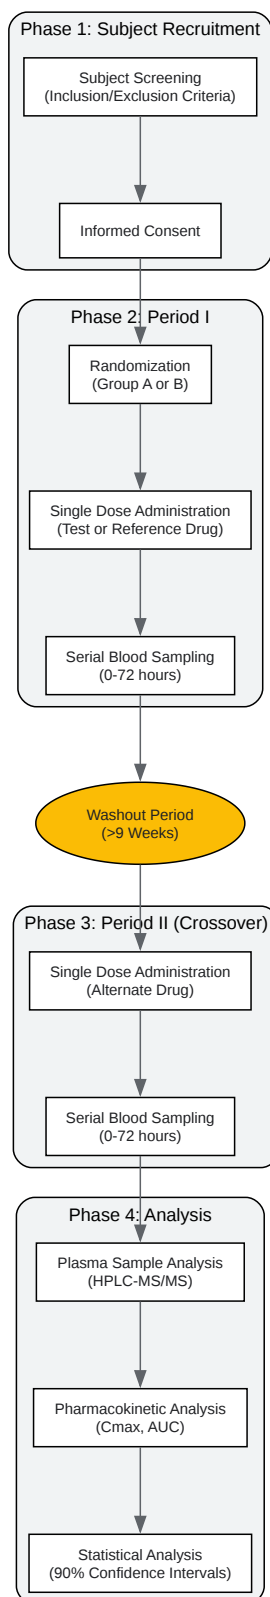 Phase 1: Subject Recruitment
Subject Screening
(Inclusion/Exclusion Criteria)
Informed Consent
Phase 2: Period I
Randomization
(Group A or B)
Single Dose Administration
(Test or Reference Drug)
Serial Blood Sampling
(0-72 hours)
Washout Period
(>9 Weeks)
Phase 3: Period II (Crossover)
Single Dose Administration
(Alternate Drug)
Serial Blood Sampling
(0-72 hours)
Phase 4: Analysis
Plasma Sample Analysis
(HPLC-MS/MS)
Pharmacokinetic Analysis
(Cmax, AUC)
Statistical Analysis
(90% Confidence Intervals)